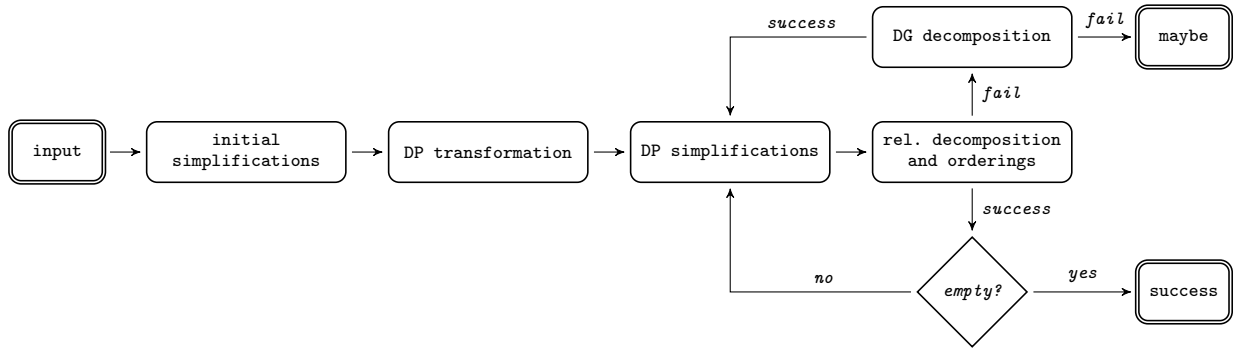 success
DG decomposition
fail
maybe
fail
input
initial
simplifications
DP transformation
DP simplifications
rel. decomposition
and orderings
success
no
empty?
yes
success